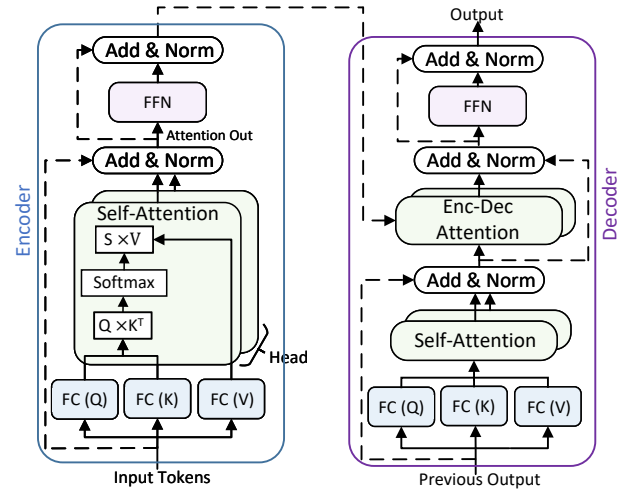 Encoder
Add & Norm
FFN
Attention Out
Add & Norm
Self-Attention
S ×V
Softmax
Q ×Kᵀ
Head
FC (Q)
FC (K)
FC (V)
Input Tokens
Output
Decoder
Add & Norm
FFN
Add & Norm
Enc-Dec
Attention
Add & Norm
Self-Attention
FC (Q)
FC (K)
FC (V)
Previous Output